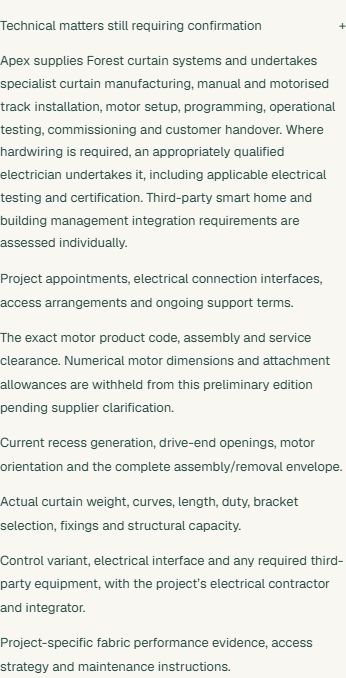 Technical matters still requiring confirmation +
Apex supplies Forest curtain systems and undertakes
specialist curtain manufacturing, manual and motorised
track installation, motor setup, programming, operational
testing, commissioning and customer handover. Where
hardwiring is required, an appropriately qualified
electrician undertakes it, including applicable electrical
testing and certification. Third-party smart home and
building management integration requirements are
assessed individually.
Project appointments, electrical connection interfaces,
access arrangements and ongoing support terms.
The exact motor product code, assembly and service
clearance. Numerical motor dimensions and attachment
allowances are withheld from this preliminary edition
pending supplier clarification.
Current recess generation, drive-end openings, motor
orientation and the complete assembly/removal envelope.
Actual curtain weight, curves, length, duty, bracket
selection, fixings and structural capacity.
Control variant, electrical interface and any required third-
party equipment, with the project's electrical contractor
and integrator.
Project-specific fabric performance evidence, access
strategy and maintenance instructions.